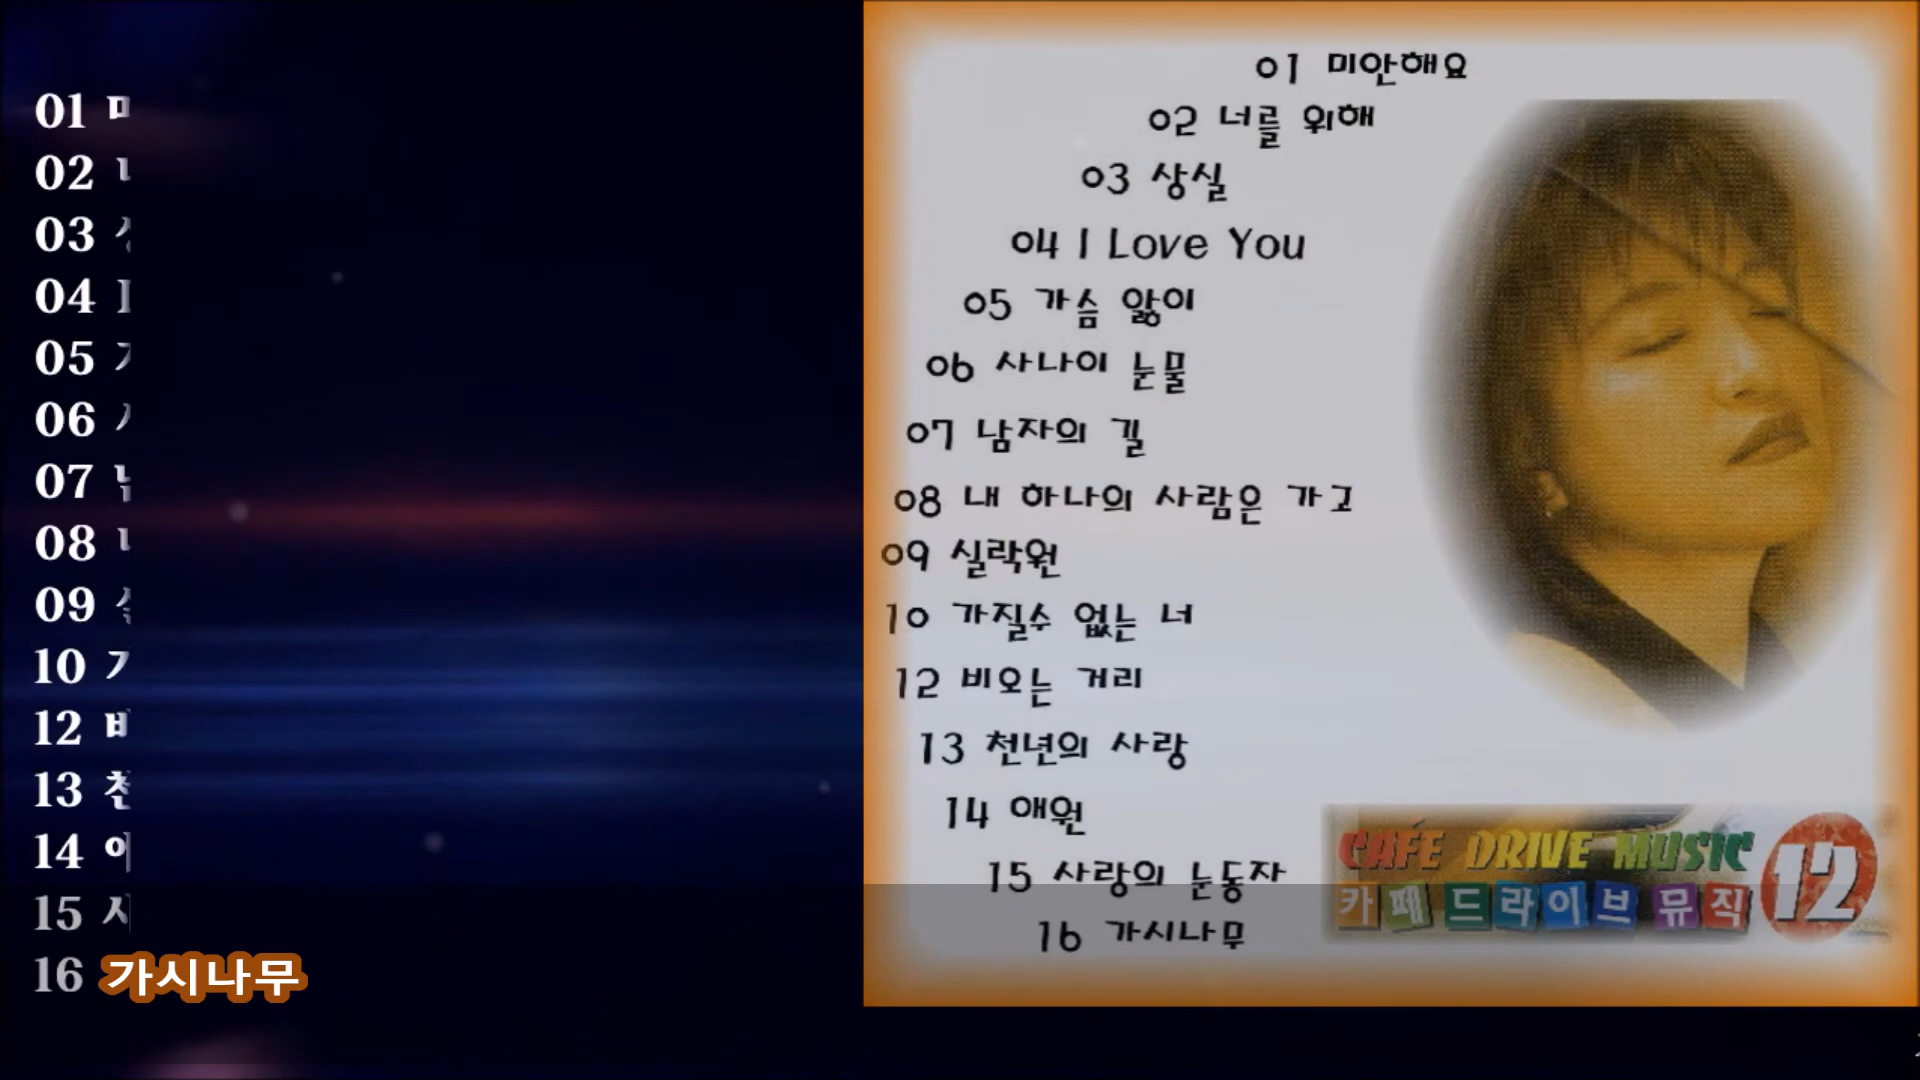 01
02
03
04
05
06
07
08
09
10
12
13
14
15
16 가시나무
01 미안해요
02 너를 위해
03 상실
04 I Love You
05 가슴 앓이
06 사나이 눈물
07 남자의 길
08 내 하나의 사람은 가고
09 실락원
10 가질수 없는 너
12 비오는 거리
13 천년의 사랑
14 애원
15 사랑의 눈동자
16 가시나무
CAFE DRIVE MUSIC
카페 드라이브 뮤직
12